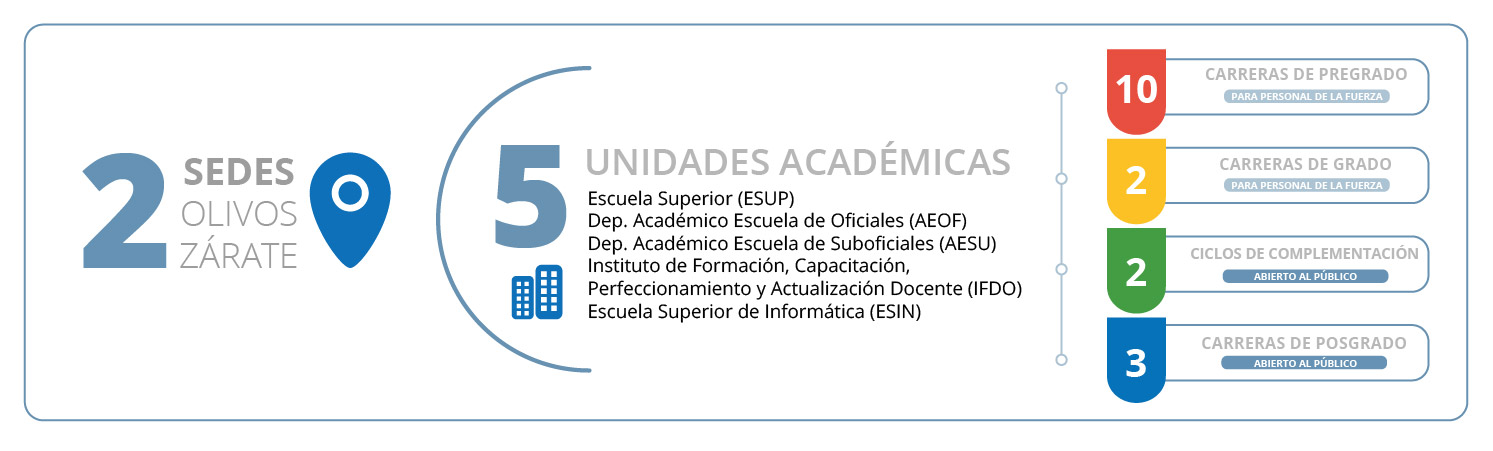 2
SEDES
OLIVOS
ZÁRATE
5
UNIDADES ACADÉMICAS
Escuela Superior (ESUP)
Dep. Académico Escuela de Oficiales (AEOF)
Dep. Académico Escuela de Suboficiales (AESU)
Instituto de Formación, Capacitación,
Perfeccionamiento y Actualización Docente (IFDO)
Escuela Superior de Informática (ESIN)
10
CARRERAS DE PREGRADO
PARA PERSONAL DE LA FUERZA
2
CARRERAS DE GRADO
PARA PERSONAL DE LA FUERZA
2
CICLOS DE COMPLEMENTACIÓN
ABIERTO AL PÚBLICO
3
CARRERAS DE POSGRADO
ABIERTO AL PÚBLICO